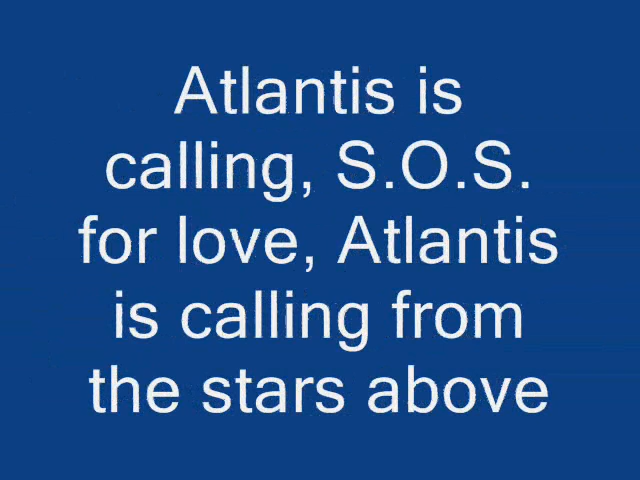 Atlantis is
calling, S.O.S.
for love, Atlantis
is calling from
the stars above